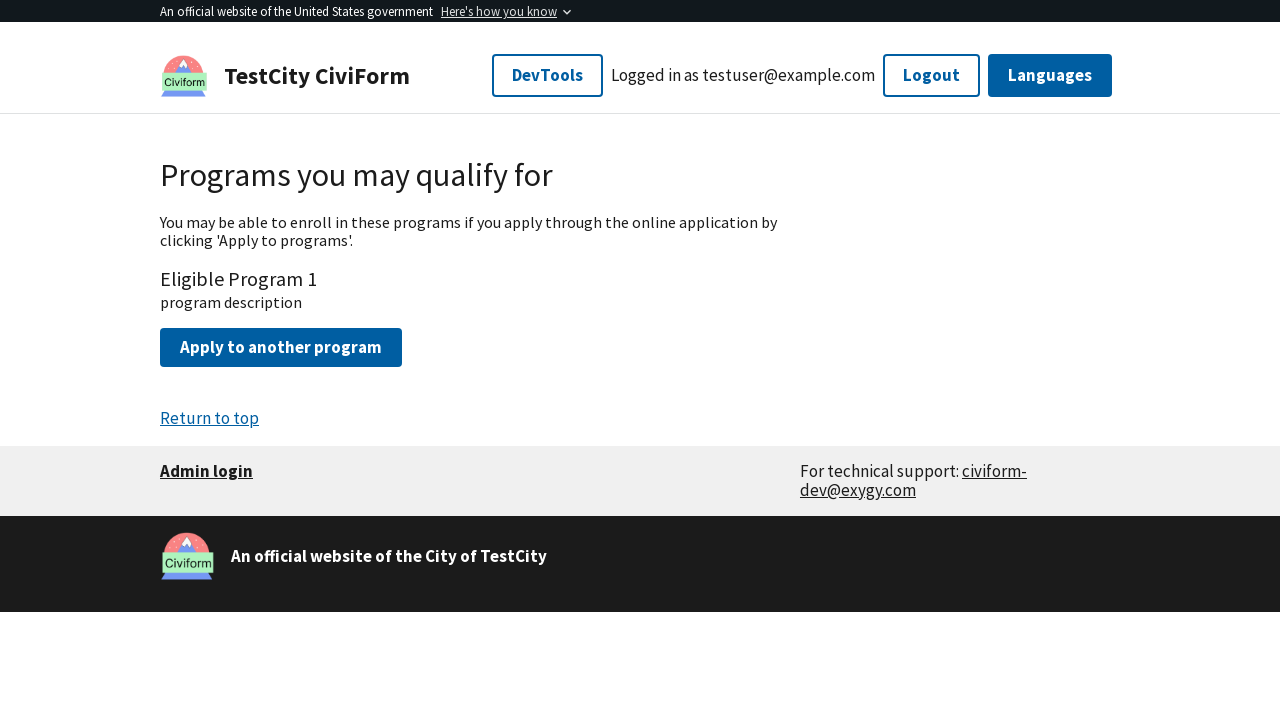 An official website of the United States government Here's how you know
Civiform
TestCity CiviForm
DevTools
Logged in as testuser@example.com
Logout
Languages
Programs you may qualify for
You may be able to enroll in these programs if you apply through the online application by
clicking 'Apply to programs'.
Eligible Program 1
program description
Apply to another program
Return to top
Admin login
For technical support: civiform-
dev@exygy.com
Civiform
An official website of the City of TestCity